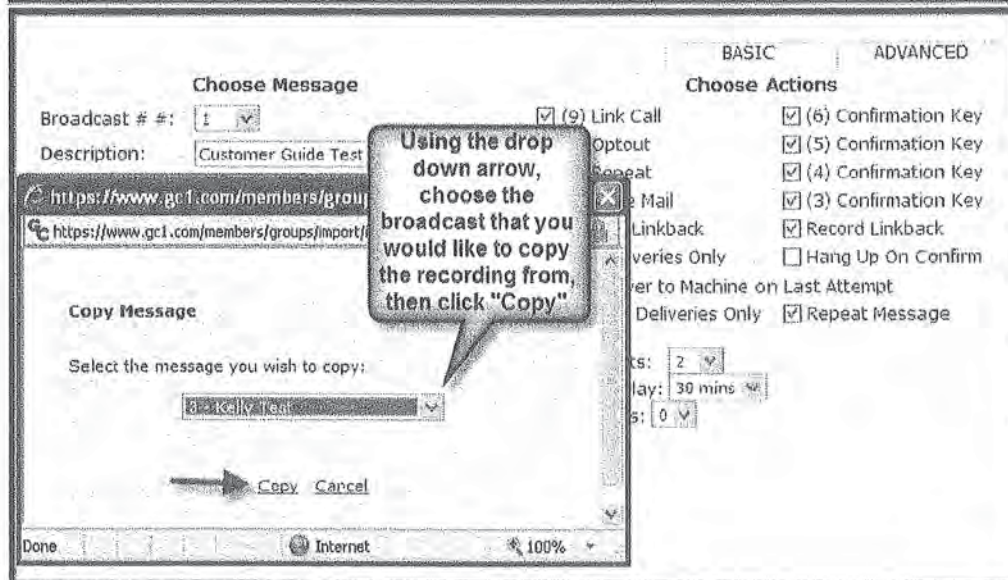 BASIC ADVANCED
Choose Message
Broadcast # #: 1
Description: Customer Guide Test
Choose Actions
(9) Link Call (6) Confirmation Key
Optout (5) Confirmation Key
Repeat (4) Confirmation Key
Mail (3) Confirmation Key
Linkback Record Linkback
veries Only Hang Up On Confirm
er to Machine on Last Attempt
Deliveries Only Repeat Message
ts: 2
lay: 30 mins
s: 0
Using the drop
down arrow,
choose the
broadcast that you
would like to copy
the recording from,
then click "Copy"
https://www.gc1.com/members/grou
https://www.gc1.com/members/groups/import/
Copy Message
Select the message you wish to copy:
Copy Cancel
Done Internet 100%